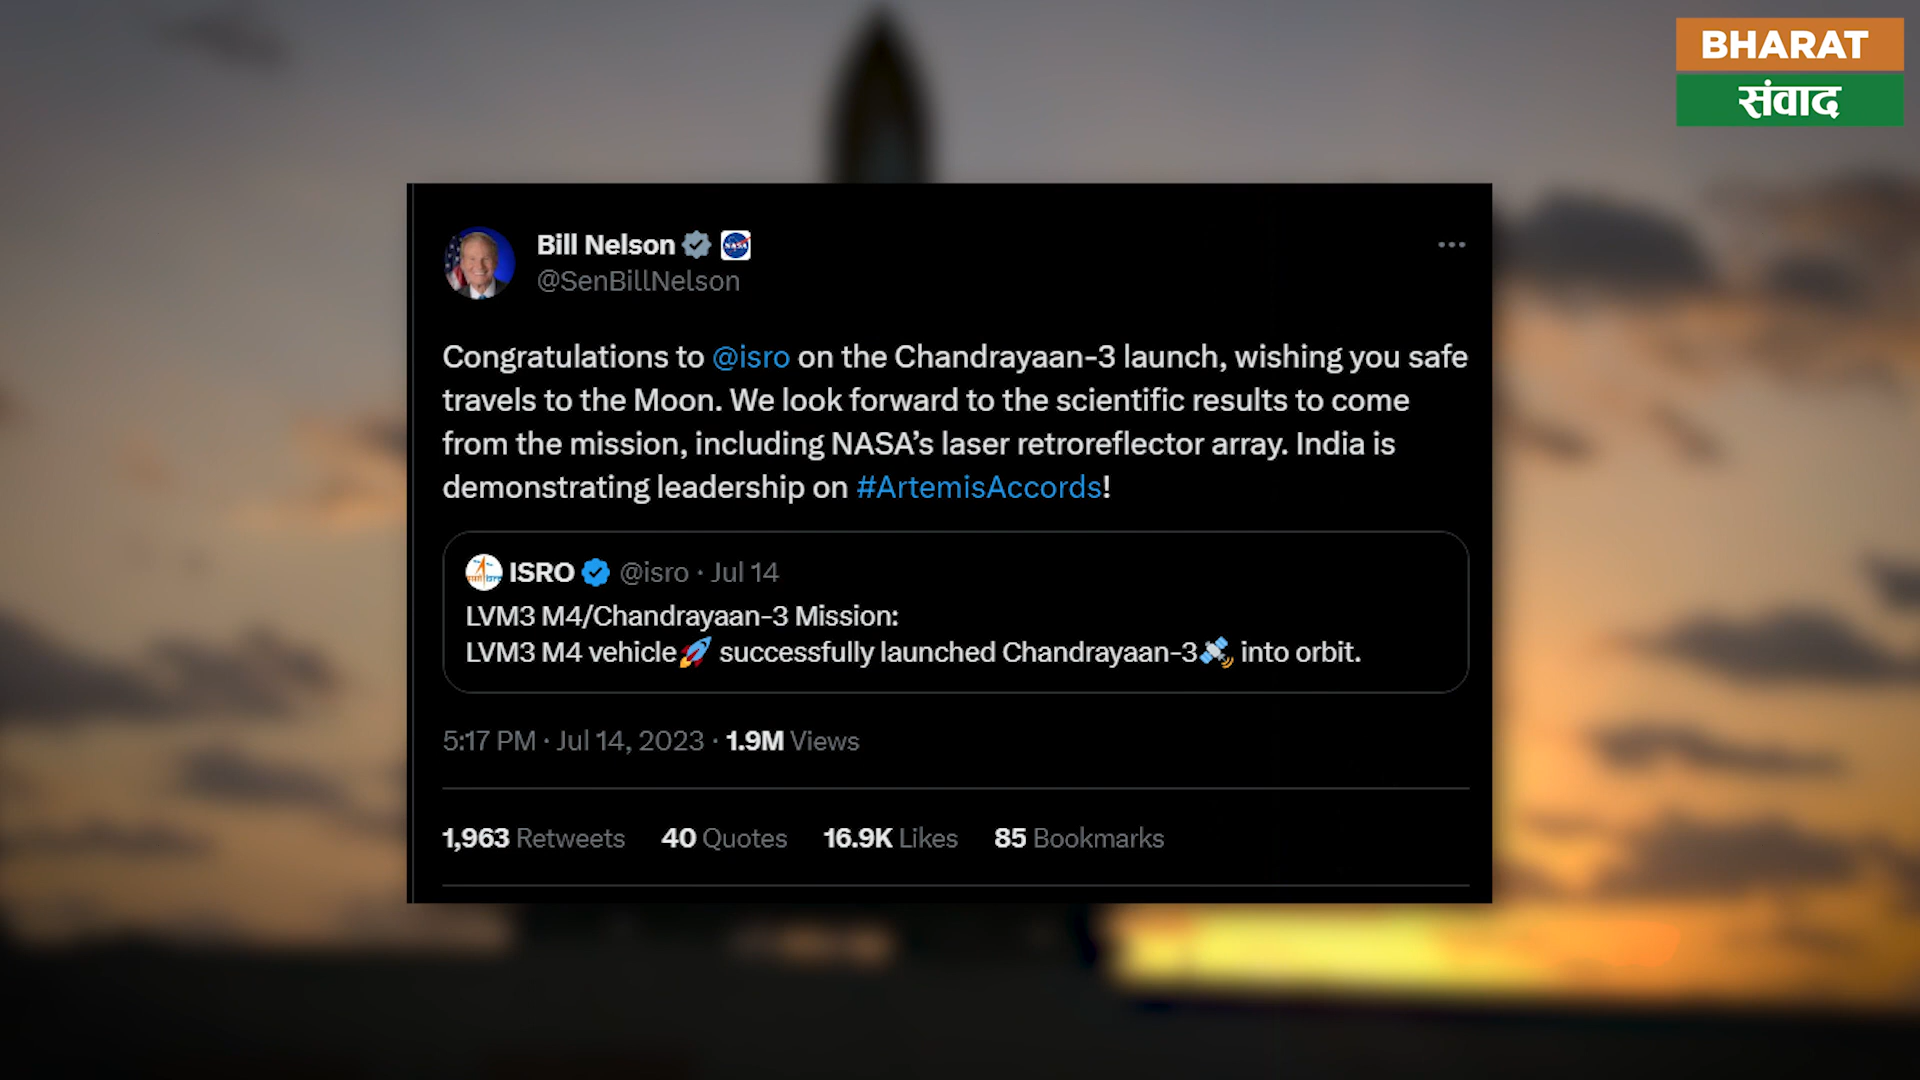 BHARAT
संवाद
Bill Nelson
@SenBillNelson
Congratulations to @isro on the Chandrayaan-3 launch, wishing you safe
travels to the Moon. We look forward to the scientific results to come
from the mission, including NASA’s laser retroreflector array. India is
demonstrating leadership on #ArtemisAccords!
ISRO @isro · Jul 14
LVM3 M4/Chandrayaan-3 Mission:
LVM3 M4 vehicle🚀 successfully launched Chandrayaan-3🛰️ into orbit.
5:17 PM · Jul 14, 2023 · 1.9M Views
1,963 Retweets 40 Quotes 16.9K Likes 85 Bookmarks